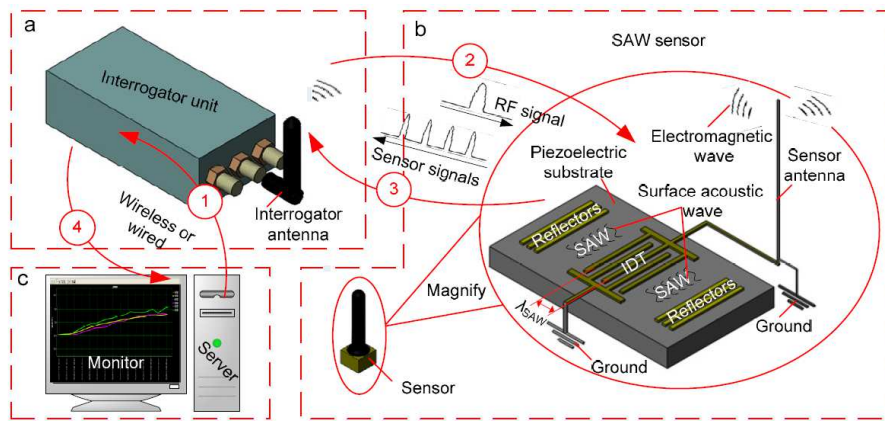 a
Interrogator unit
Interrogator
antenna
Wireless or
wired
1
2
3
4
RF signal
Sensor signals
b
SAW sensor
Electromagnetic
wave
Sensor
antenna
Piezoelectric
substrate
Surface acoustic
wave
Reflectors
SAW
IDT
SAW
Reflectors
λSAW
Ground
Ground
Magnify
Sensor
c
Monitor
Server